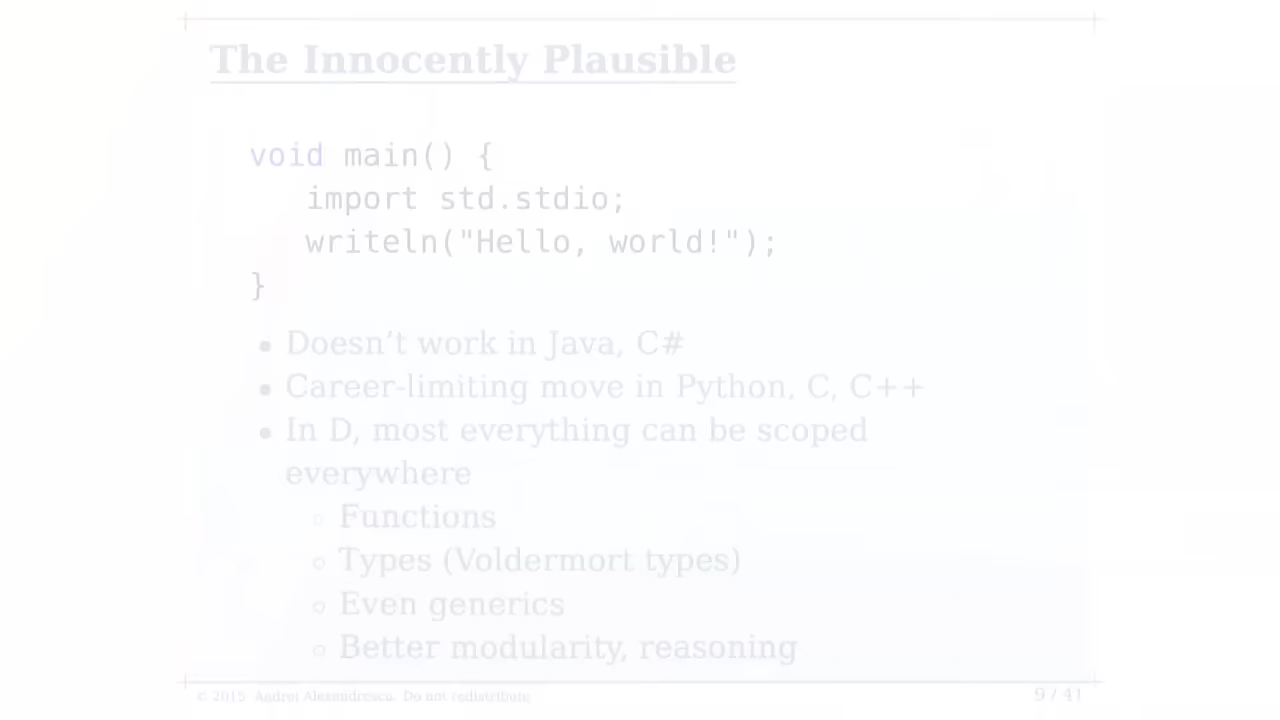 The Innocently Plausible
void main() {
import std.stdio;
writeln("Hello, world!");
}
• Doesn't work in Java, C#
• Career-limiting move in Python, C, C++
• In D, most everything can be scoped
everywhere
○ Functions
○ Types (Voldermort types)
○ Even generics
○ Better modularity, reasoning
© 2015 Andrei Alexandrescu. Do not redistribute
9 / 41